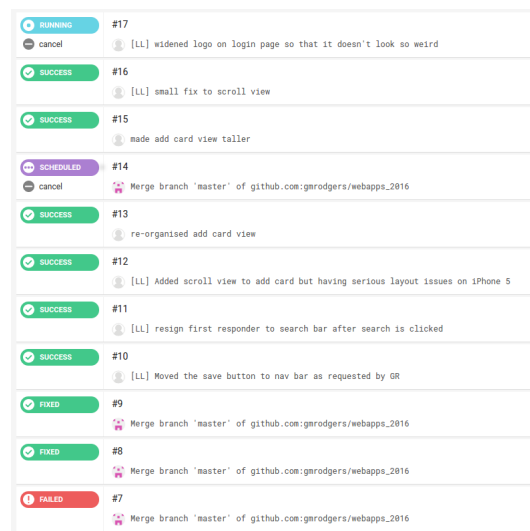 RUNNING #17
cancel [LL] widened logo on login page so that it doesn't look so weird
SUCCESS #16
[LL] small fix to scroll view
SUCCESS #15
made add card view taller
SCHEDULED #14
cancel Merge branch 'master' of github.com:gmrodgers/webapps_2016
SUCCESS #13
re-organised add card view
SUCCESS #12
[LL] Added scroll view to add card but having serious layout issues on iPhone 5
SUCCESS #11
[LL] resign first responder to search bar after search is clicked
SUCCESS #10
[LL] Moved the save button to nav bar as requested by GR
FIXED #9
Merge branch 'master' of github.com:gmrodgers/webapps_2016
FIXED #8
Merge branch 'master' of github.com:gmrodgers/webapps_2016
FAILED #7
Merge branch 'master' of github.com:gmrodgers/webapps_2016